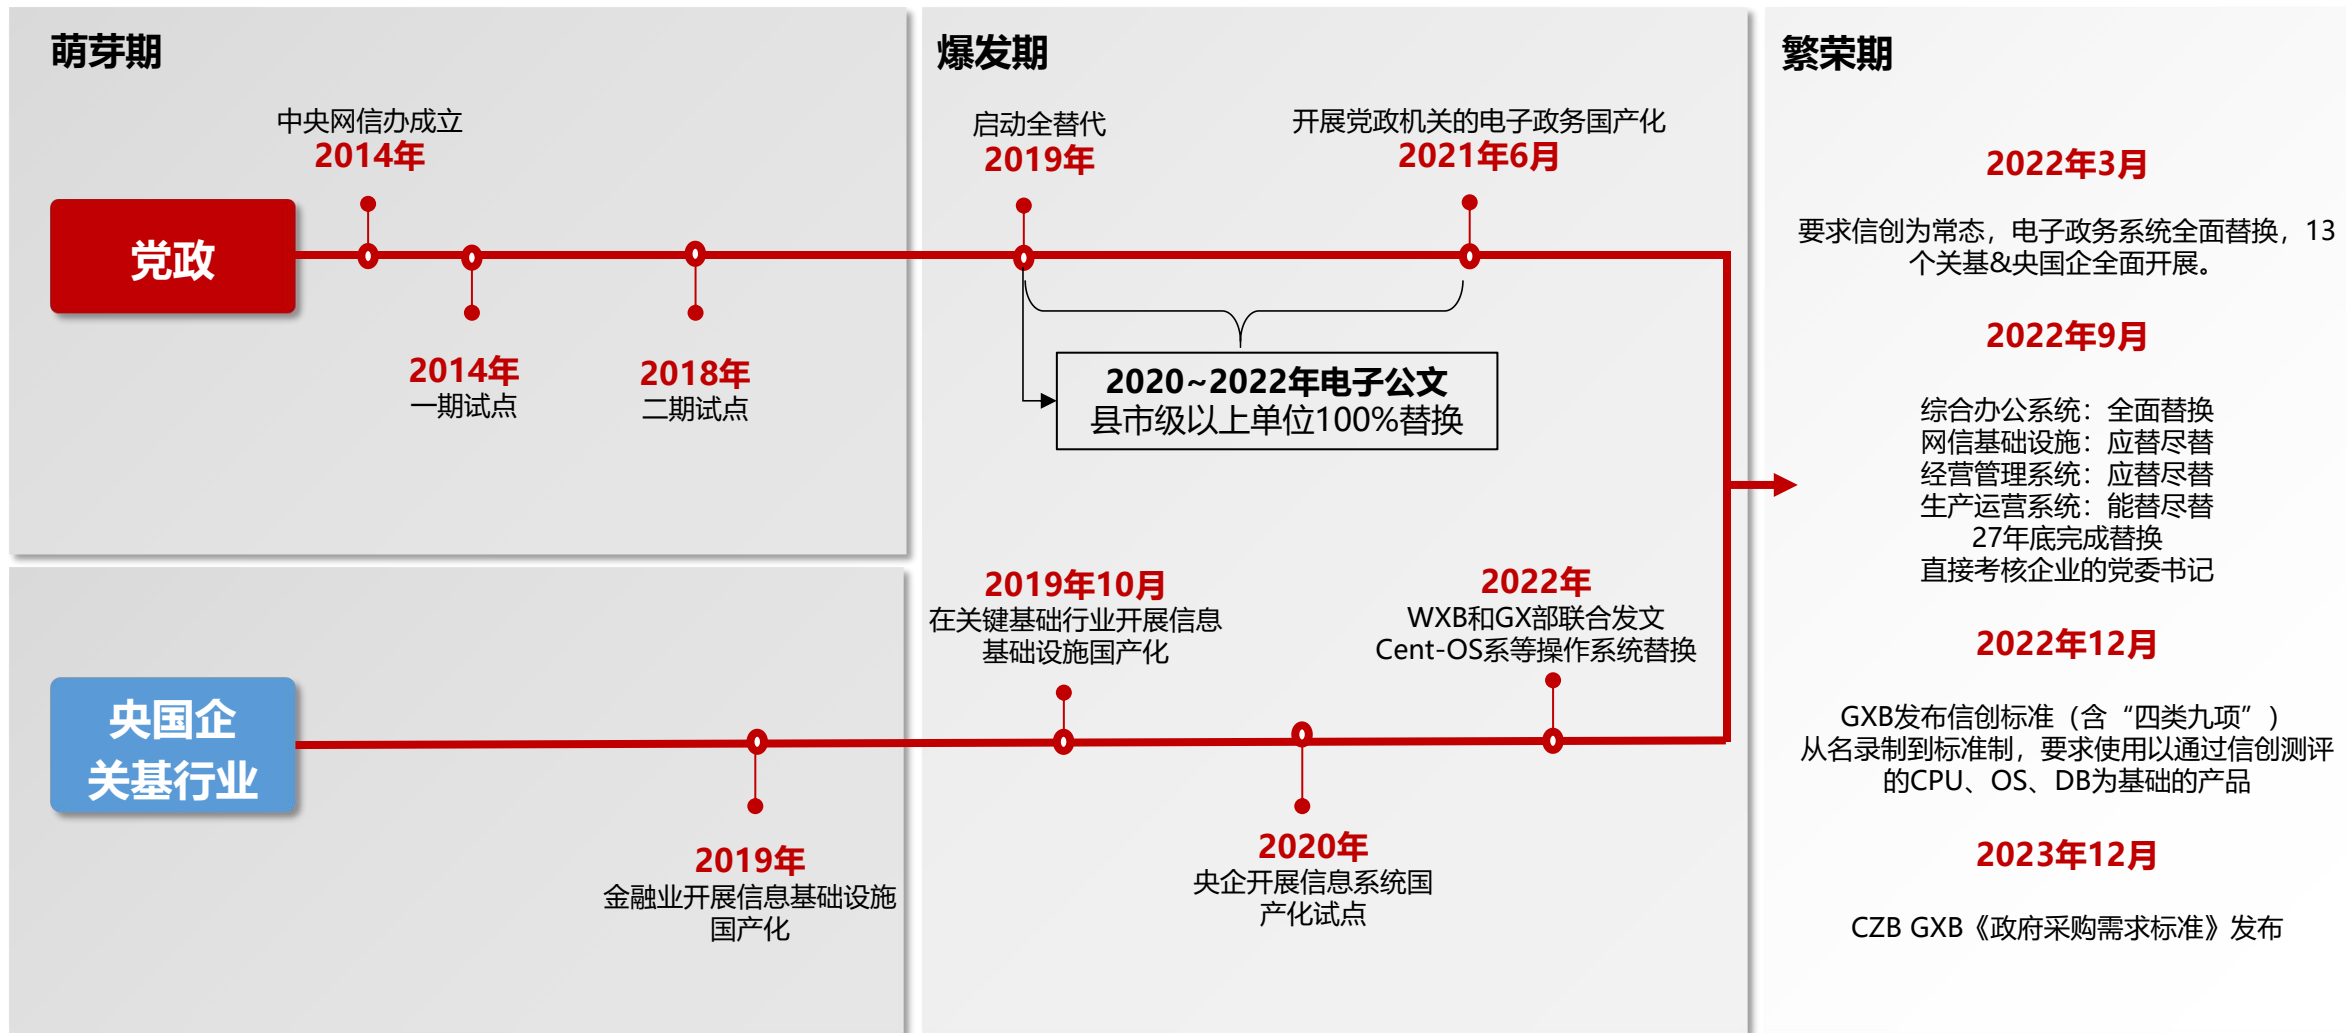 萌芽期
中央网信办成立
2014年
党政
2014年
一期试点
2018年
二期试点
爆发期
启动全替代
2019年
开展党政机关的电子政务国产化
2021年6月
2020~2022年电子公文
县市级以上单位100%替换
央国企
关基行业
2019年
金融业开展信息基础设施
国产化
2019年10月
在关键基础行业开展信息
基础设施国产化
2020年
央企开展信息系统国
产化试点
2022年
WXB和GX部联合发文
Cent-OS系等操作系统替换
繁荣期
2022年3月
要求信创为常态，电子政务系统全面替换，13
个关基&央国企全面开展。
2022年9月
综合办公系统：全面替换
网信基础设施：应替尽替
经营管理系统：应替尽替
生产运营系统：能替尽替
27年底完成替换
直接考核企业的党委书记
2022年12月
GXB发布信创标准（含“四类九项”）
从名录制到标准制，要求使用以通过信创测评
的CPU、OS、DB为基础的产品
2023年12月
CZB GXB《政府采购需求标准》发布